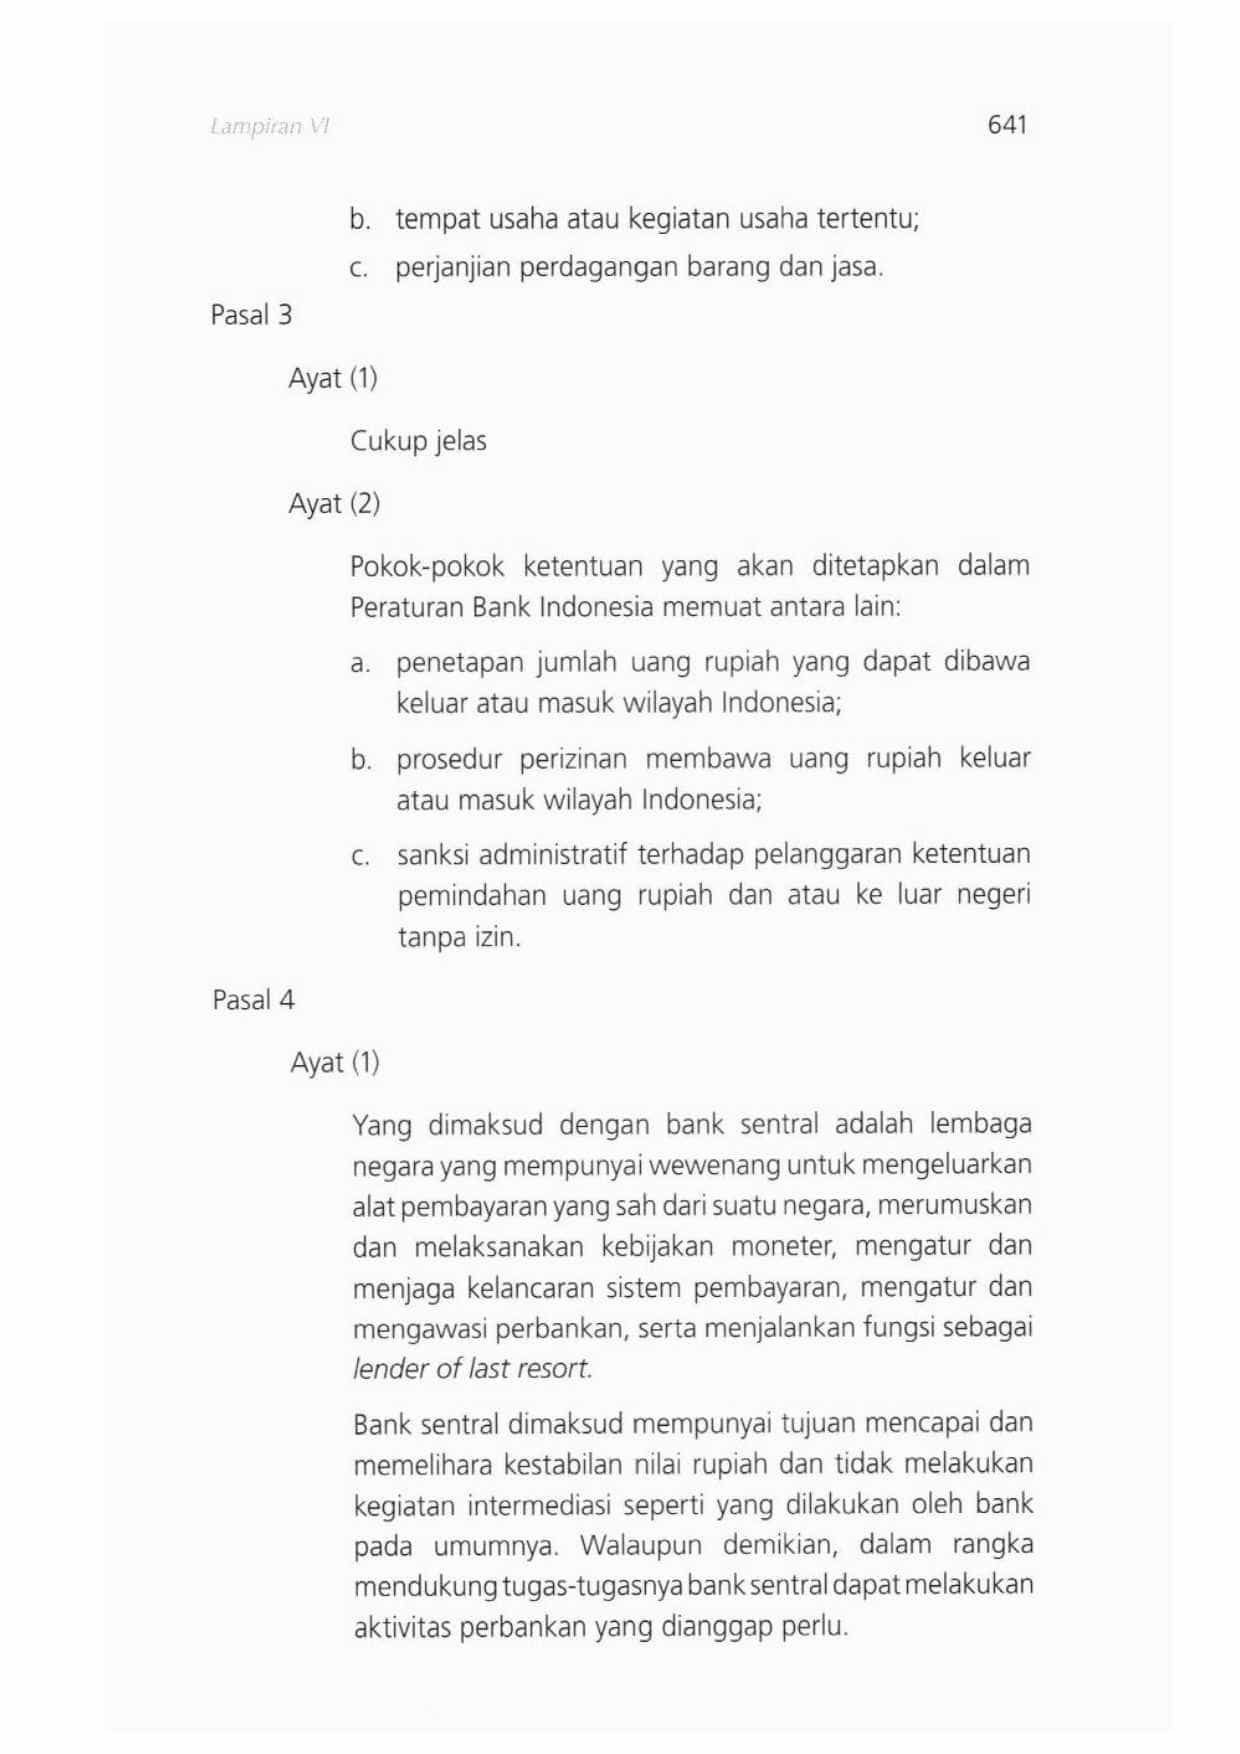 Lampiran VI 641
b. tempat usaha atau kegiatan usaha tertentu;
c. perjanjian perdagangan barang dan jasa.
Pasal 3
Ayat (1)
Cukup jelas
Ayat (2)
Pokok-pokok ketentuan yang akan ditetapkan dalam
Peraturan Bank Indonesia memuat antara lain:
a. penetapan jumlah uang rupiah yang dapat dibawa
keluar atau masuk wilayah Indonesia;
b. prosedur perizinan membawa uang rupiah keluar
atau masuk wilayah Indonesia;
c. sanksi administratif terhadap pelanggaran ketentuan
pemindahan uang rupiah dan atau ke luar negeri
tanpa izin.
Pasal 4
Ayat (1)
Yang dimaksud dengan bank sentral adalah lembaga
negara yang mempunyai wewenang untuk mengeluarkan
alat pembayaran yang sah dari suatu negara, merumuskan
dan melaksanakan kebijakan moneter, mengatur dan
menjaga kelancaran sistem pembayaran, mengatur dan
mengawasi perbankan, serta menjalankan fungsi sebagai
lender of last resort.
Bank sentral dimaksud mempunyai tujuan mencapai dan
memelihara kestabilan nilai rupiah dan tidak melakukan
kegiatan intermediasi seperti yang dilakukan oleh bank
pada umumnya. Walaupun demikian, dalam rangka
mendukung tugas-tugasnya bank sentral dapat melakukan
aktivitas perbankan yang dianggap perlu.